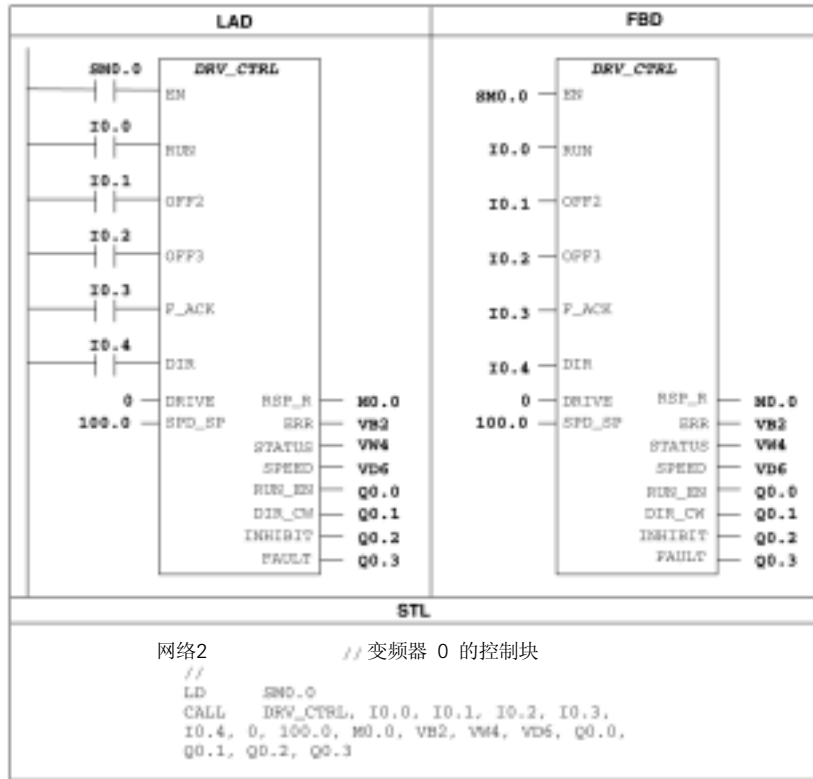 LAD
FBD
SM0.0
DRV_CTRL
EN
I0.0
RUN
I0.1
OFF2
I0.2
OFF3
I0.3
F_ACK
I0.4
DIR
0 DRIVE RSP_R M0.0
100.0 SPD_SP ERR VB2
STATUS VW4
SPEED VD6
RUN_EN Q0.0
DIR_CW Q0.1
INHIBIT Q0.2
FAULT Q0.3
DRV_CTRL
SM0.0 EN
I0.0 RUN
I0.1 OFF2
I0.2 OFF3
I0.3 F_ACK
I0.4 DIR
0 DRIVE RSP_R M0.0
100.0 SPD_SP ERR VB2
STATUS VW4
SPEED VD6
RUN_EN Q0.0
DIR_CW Q0.1
INHIBIT Q0.2
FAULT Q0.3
STL
网络2 //变频器 0 的控制块
//
LD SM0.0
CALL DRV_CTRL, I0.0, I0.1, I0.2, I0.3,
I0.4, 0, 100.0, M0.0, VB2, VW4, VD6, Q0.0,
Q0.1, Q0.2, Q0.3